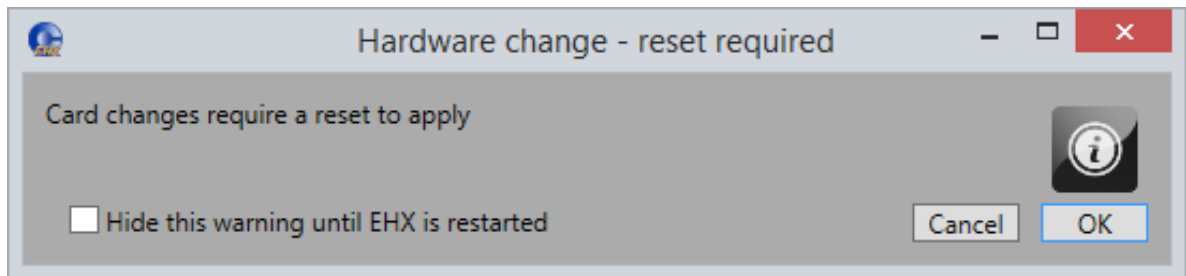 EHX
Hardware change - reset required
Card changes require a reset to apply
Hide this warning until EHX is restarted
Cancel
OK